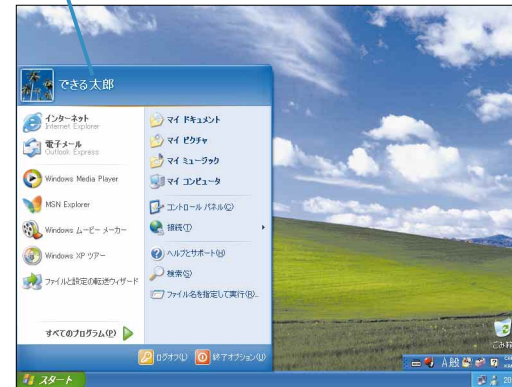 できる太郎
インターネット
Internet Explorer
電子メール
Outlook Express
Windows Media Player
MSN Explorer
Windows ムービー メーカー
Windows XP ツアー
ファイルと設定の転送ウィザード
すべてのプログラム(P)
マイ ドキュメント
マイ ピクチャ
マイ ミュージック
マイ コンピュータ
コントロール パネル(C)
接続(T)
ヘルプとサポート(H)
検索(S)
ファイル名を指定して実行(R)...
ログオフ(L)
終了オプション(U)
ごみ箱
A 般
スタート
20